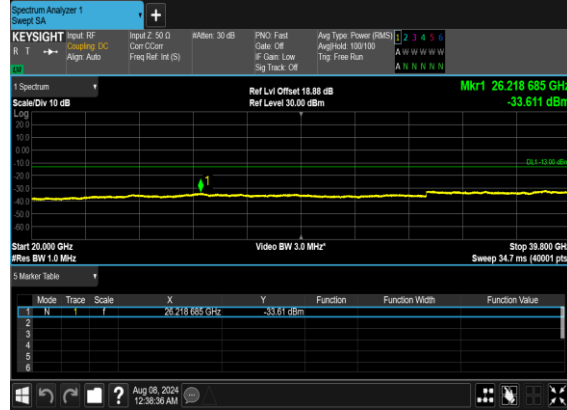 Spectrum Analyzer 1
Swept SA
+
KEYSIGHT Input: RF Input Z: 50 Ω #Atten: 30 dB PNO: Fast Avg Type: Power (RMS) 1 2 3 4 5 6
R T Coupling: DC Corr CCorr Gate: Off Avg|Hold: 100/100 A W W W W W
Align: Auto Freq Ref: Int (S) IF Gain: Low Trig: Free Run
Sig Track: Off A N N N N N
1 Spectrum Ref Lvl Offset 18.88 dB Mkr1 26.218 685 GHz
Scale/Div 10 dB Ref Level 30.00 dBm -33.611 dBm
Log
20.0
10.0
0.00
-10.0 DL1 -13.00 dBm
-20.0
-30.0 1
-40.0
-50.0
-60.0
Start 20.000 GHz Video BW 3.0 MHz* Stop 39.800 GHz
#Res BW 1.0 MHz Sweep 34.7 ms (40001 pts)
5 Marker Table
Mode Trace Scale X Y Function Function Width Function Value
1 N 1 f 26.218 685 GHz -33.61 dBm
2
3
4
5
6
? Aug 08, 2024
12:38:36 AM